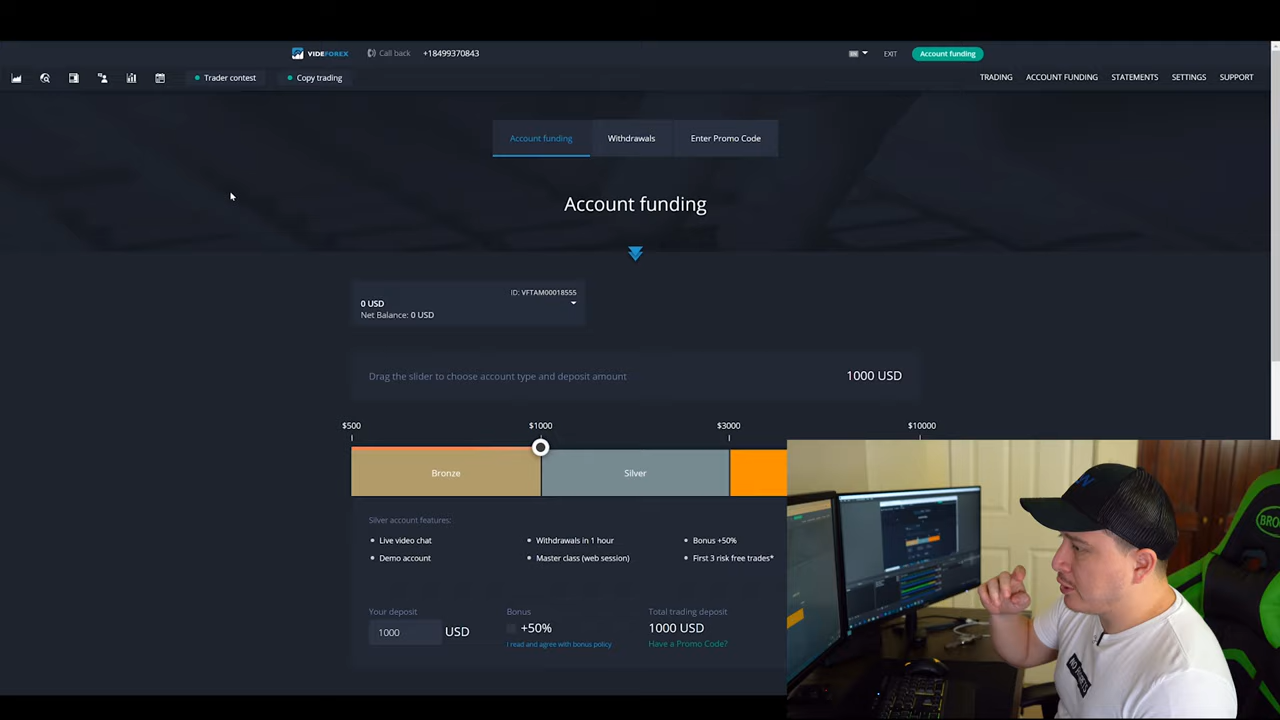 VIDEFOREX Call back +18499370843 EXIT Account funding
Trader contest Copy trading TRADING ACCOUNT FUNDING STATEMENTS SETTINGS SUPPORT
Account funding Withdrawals Enter Promo Code
Account funding
ID: VFTAM00018555
0 USD
Net Balance: 0 USD
Drag the slider to choose account type and deposit amount 1000 USD
$500 $1000 $3000 $10000
Bronze Silver
Silver account features:
Live video chat Withdrawals in 1 hour Bonus +50%
Demo account Master class (web session) First 3 risk free trades*
Your deposit Bonus Total trading deposit
1000 USD +50% 1000 USD
I read and agree with bonus policy Have a Promo Code?
BRO